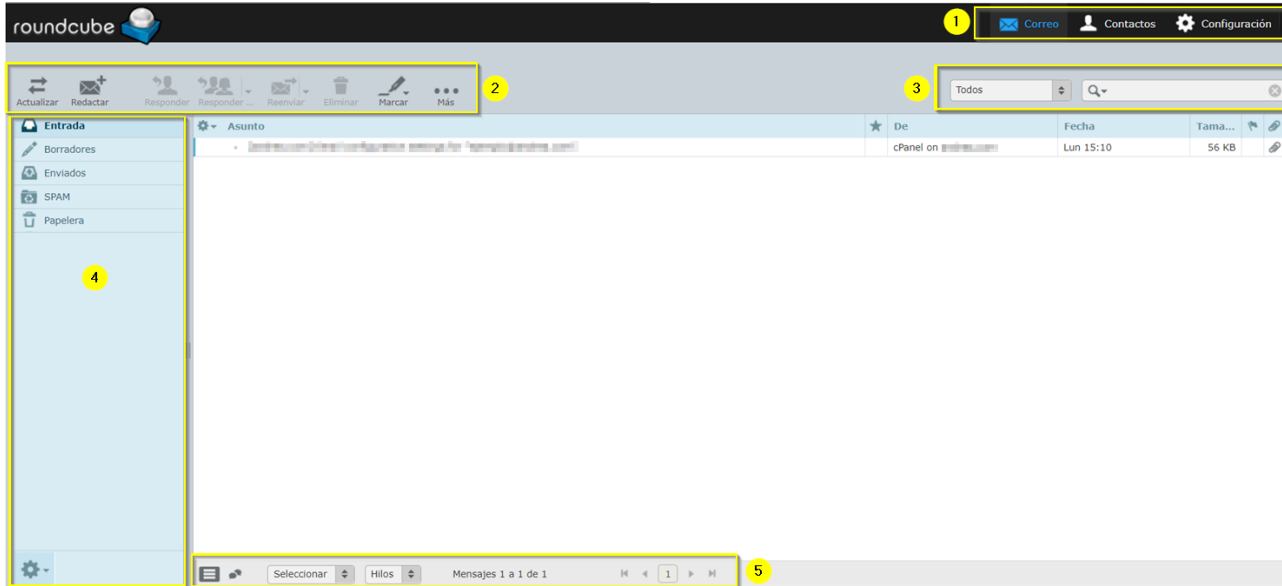 roundcube
1 Correo Contactos Configuración
Actualizar Redactar Responder Responder ... Reenviar Eliminar Marcar Más 2 3 Todos
Entrada Asunto De Fecha Tama...
cPanel on Lun 15:10 56 KB
Borradores
Enviados
SPAM
Papelera
4
Seleccionar Hilos Mensajes 1 a 1 de 1 1 5